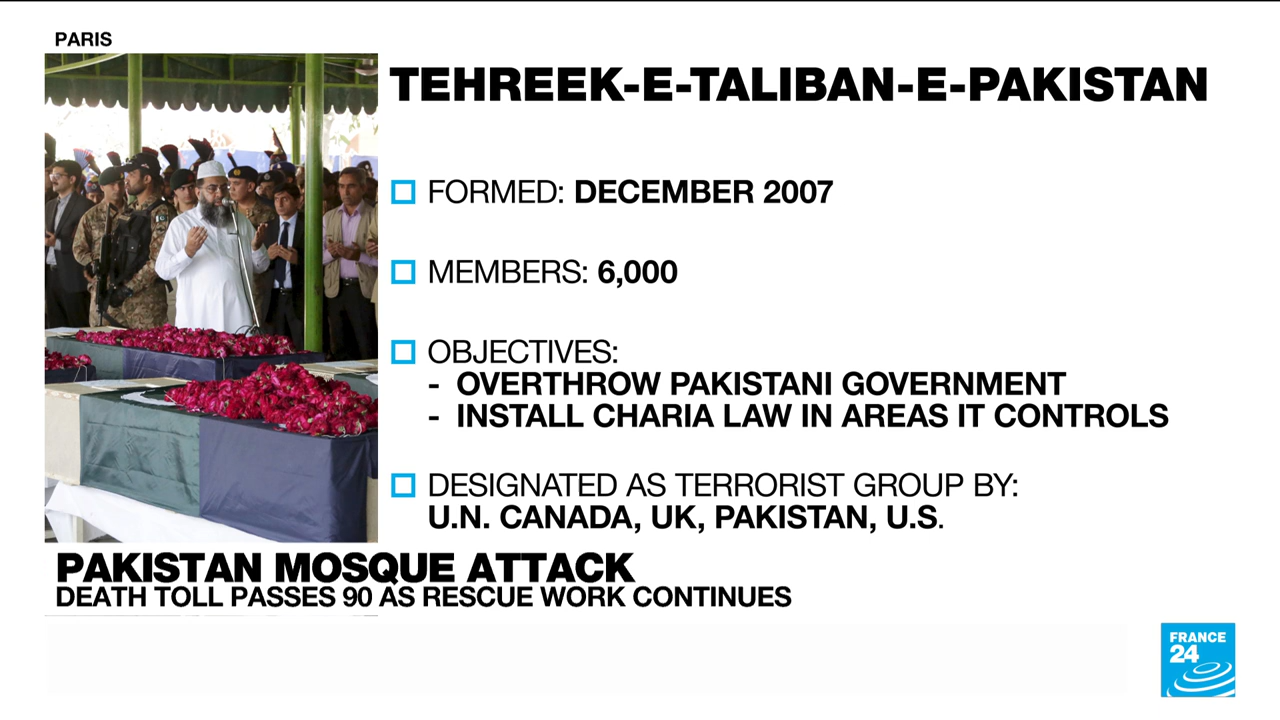 PARIS
TEHREEK-E-TALIBAN-E-PAKISTAN
FORMED: DECEMBER 2007
MEMBERS: 6,000
OBJECTIVES:
- OVERTHROW PAKISTANI GOVERNMENT
- INSTALL CHARIA LAW IN AREAS IT CONTROLS
DESIGNATED AS TERRORIST GROUP BY:
U.N. CANADA, UK, PAKISTAN, U.S.
PAKISTAN MOSQUE ATTACK
DEATH TOLL PASSES 90 AS RESCUE WORK CONTINUES
FRANCE
24